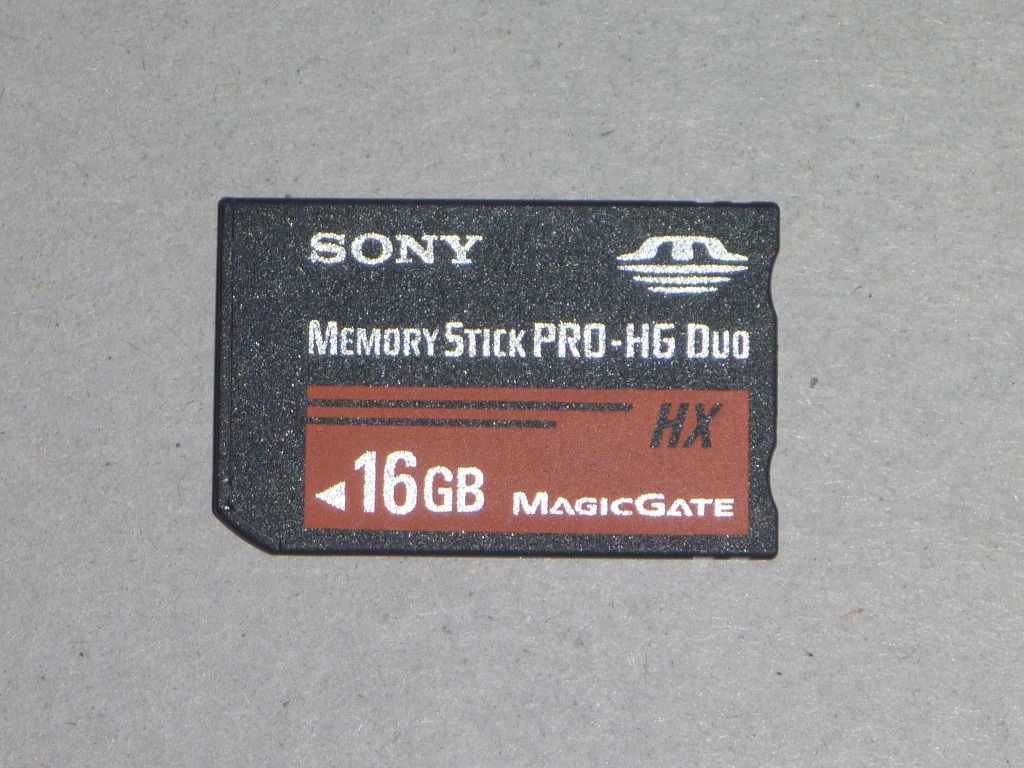 SONY
MEMORY STICK PRO-HG DUO
HX
16GB MAGICGATE